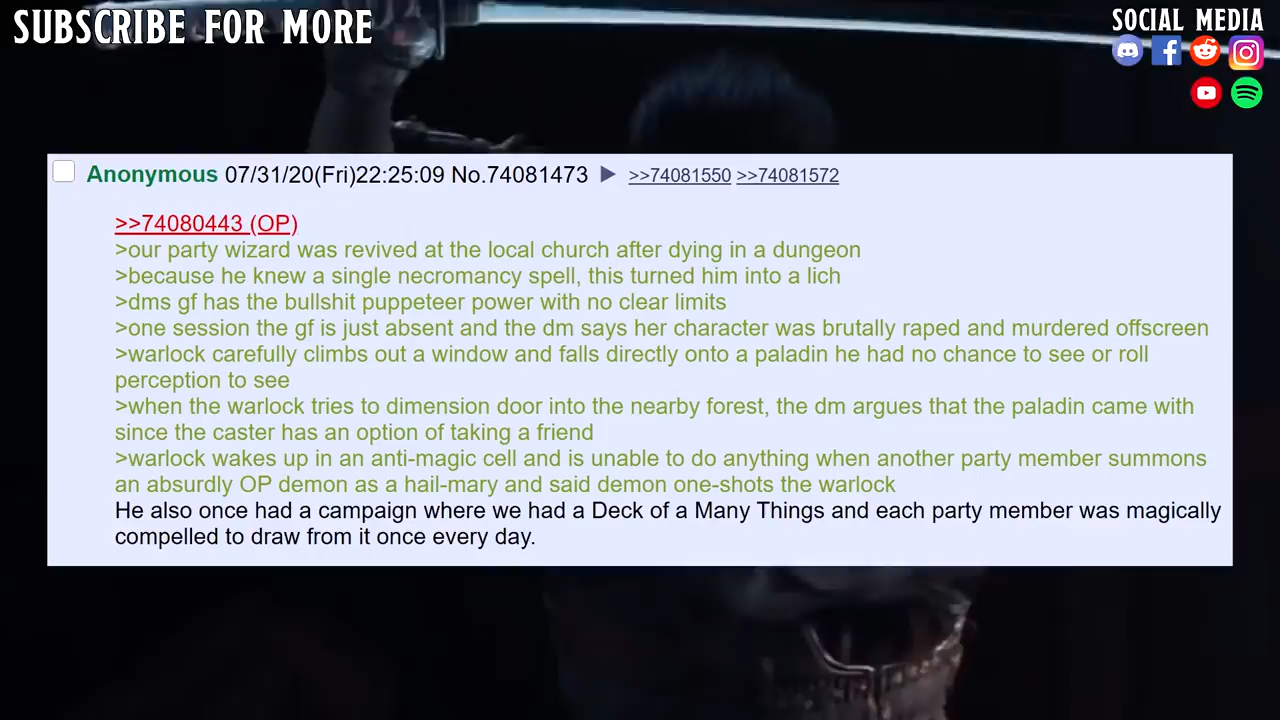 SUBSCRIBE FOR MORE
SOCIAL MEDIA
Anonymous 07/31/20(Fri)22:25:09 No.74081473 ▶ >>74081550 >>74081572
>>74080443 (OP)
>our party wizard was revived at the local church after dying in a dungeon
>because he knew a single necromancy spell, this turned him into a lich
>dms gf has the bullshit puppeteer power with no clear limits
>one session the gf is just absent and the dm says her character was brutally raped and murdered offscreen
>warlock carefully climbs out a window and falls directly onto a paladin he had no chance to see or roll
perception to see
>when the warlock tries to dimension door into the nearby forest, the dm argues that the paladin came with
since the caster has an option of taking a friend
>warlock wakes up in an anti-magic cell and is unable to do anything when another party member summons
an absurdly OP demon as a hail-mary and said demon one-shots the warlock
He also once had a campaign where we had a Deck of a Many Things and each party member was magically
compelled to draw from it once every day.